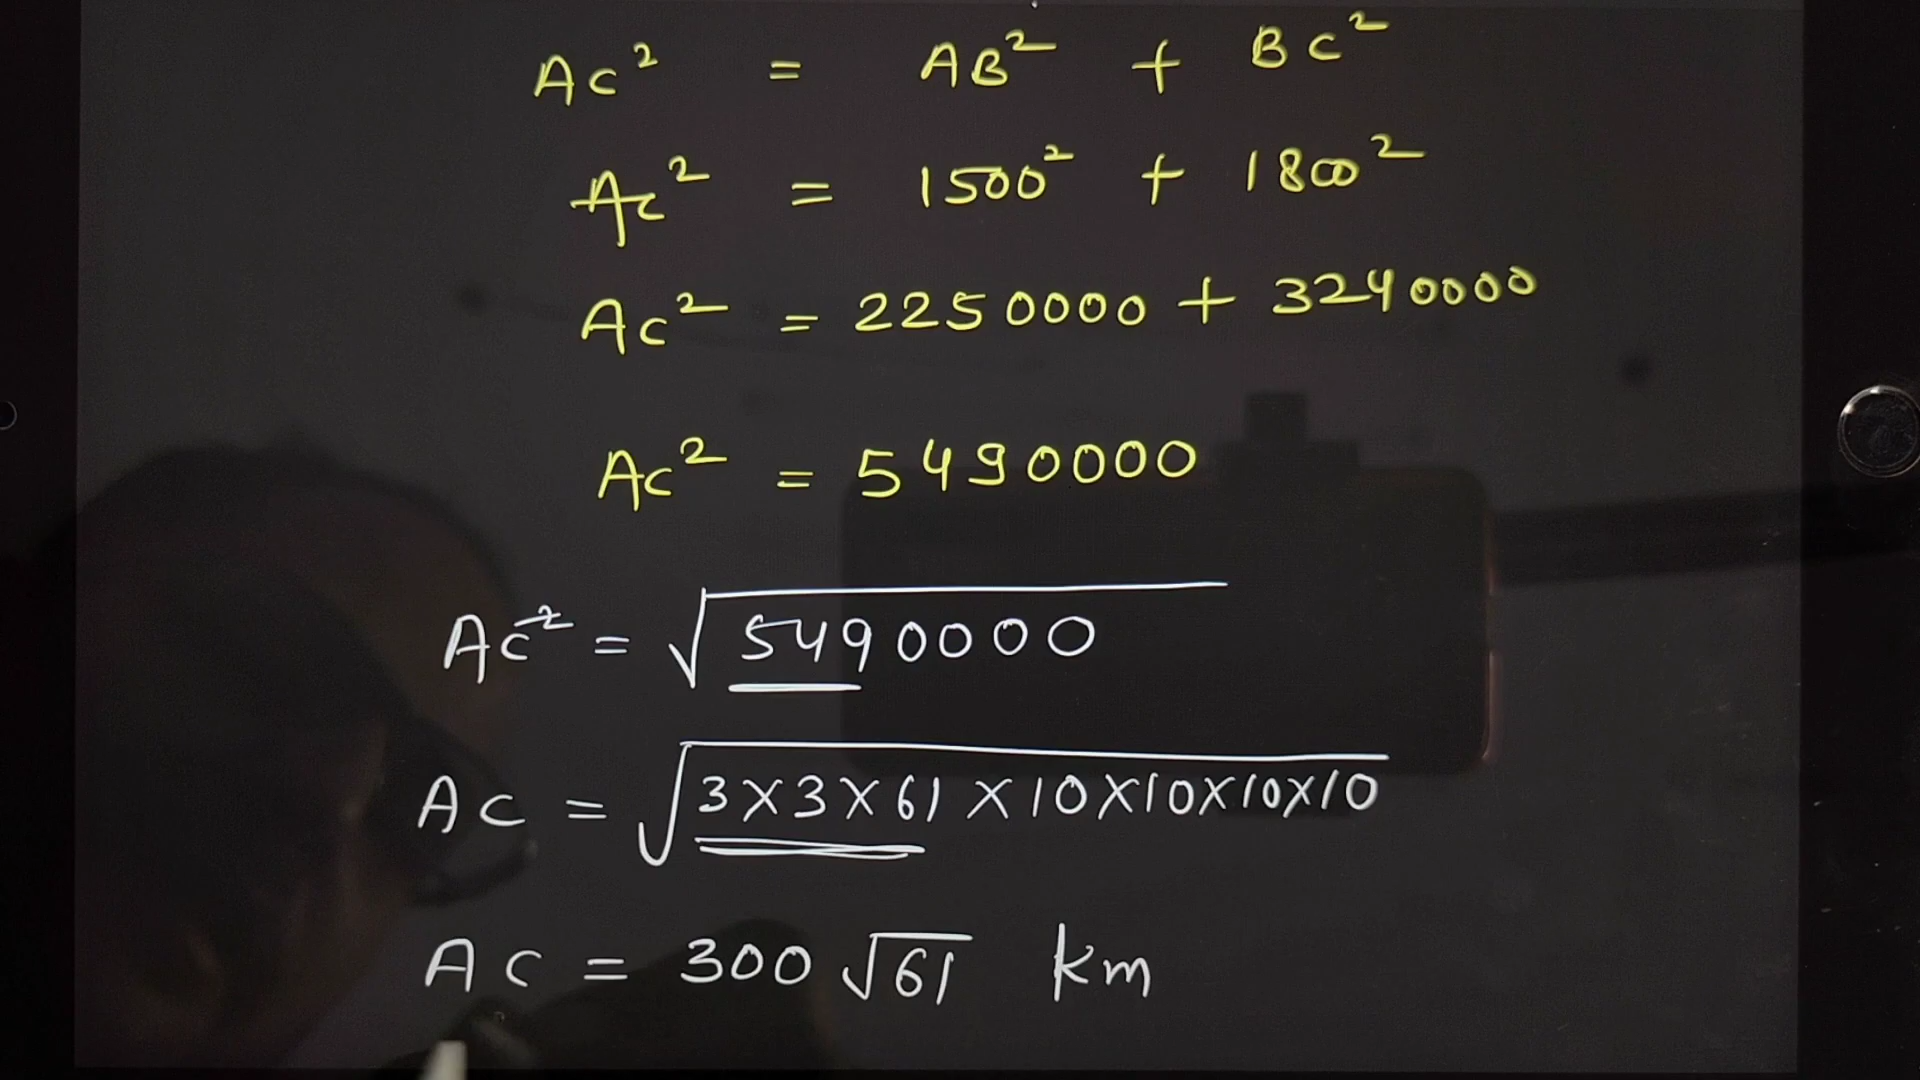 AC² = AB² + BC²
AC² = 1500² + 1800²
AC² = 2250000 + 3240000
AC² = 5490000
AC² = √5490000
AC = √3×3×61×10×10×10×10
AC = 300√61 km